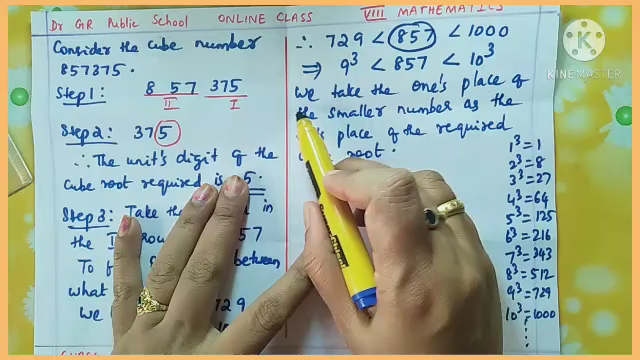 Dr GR Public School ONLINE CLASS VIII MATHEMATICS
Consider the cube number
857375.
Step 1: 8 57 375
II I
Step 2: 375
∴ The unit's digit of the
cube root required is 5.
Step 3: Take the in
the II 57
To between
what
We 729
∴ 729 < 857 < 1000
⇒ 9³ < 857 < 10³
We take the one's place of
the smaller number as the
place of the required
root.
1³ = 1
2³ = 8
3³ = 27
4³ = 64
5³ = 125
6³ = 216
7³ = 343
8³ = 512
9³ = 729
10³ = 1000
KINEMASTER